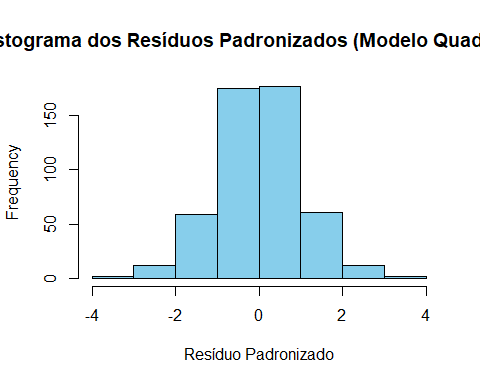 stograma dos Resíduos Padronizados (Modelo Quad
Frequency
150
100
50
0
-4 -2 0 2 4
Resíduo Padronizado